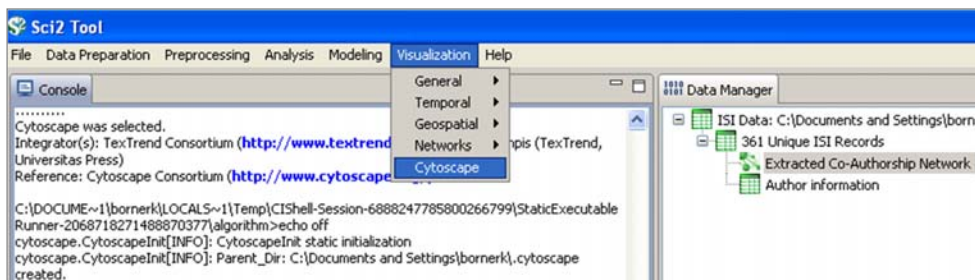 Sci2 Tool
File Data Preparation Preprocessing Analysis Modeling Visualization Help
General
Temporal
Geospatial
Networks
Cytoscape
Console
..........
Cytoscape was selected.
Integrator(s): TexTrend Consortium (http://www.textrend (TexTrend,
Universitas Press)
Reference: Cytoscape Consortium (http://www.cytoscape
C:\DOCUME~1\bornerk\LOCALS~1\Temp\CIShell-Session-6888247785800266799\StaticExecutable
Runner-2068718271488870377\algorithm>echo off
cytoscape.CytoscapeInit[INFO]: CytoscapeInit static initialization
cytoscape.CytoscapeInit[INFO]: Parent_Dir: C:\Documents and Settings\bornerk\.cytoscape
created.
Data Manager
ISI Data: C:\Documents and Settings\born
361 Unique ISI Records
Extracted Co-Authorship Network
Author information